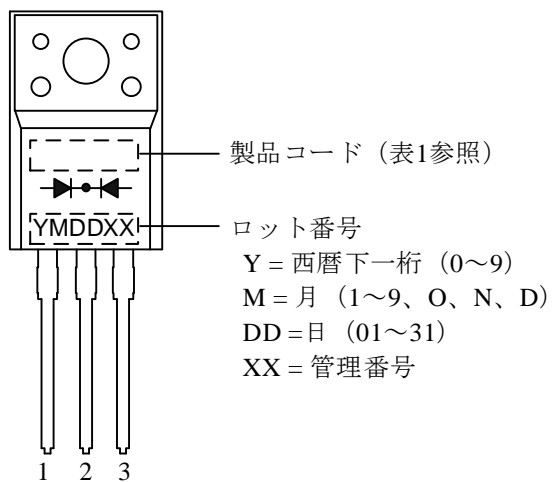 製品コード（表1参照）
YMDDXX
ロット番号
Y = 西暦下一桁（0～9）
M = 月（1～9、O、N、D）
DD =日（01～31）
XX = 管理番号
1 2 3